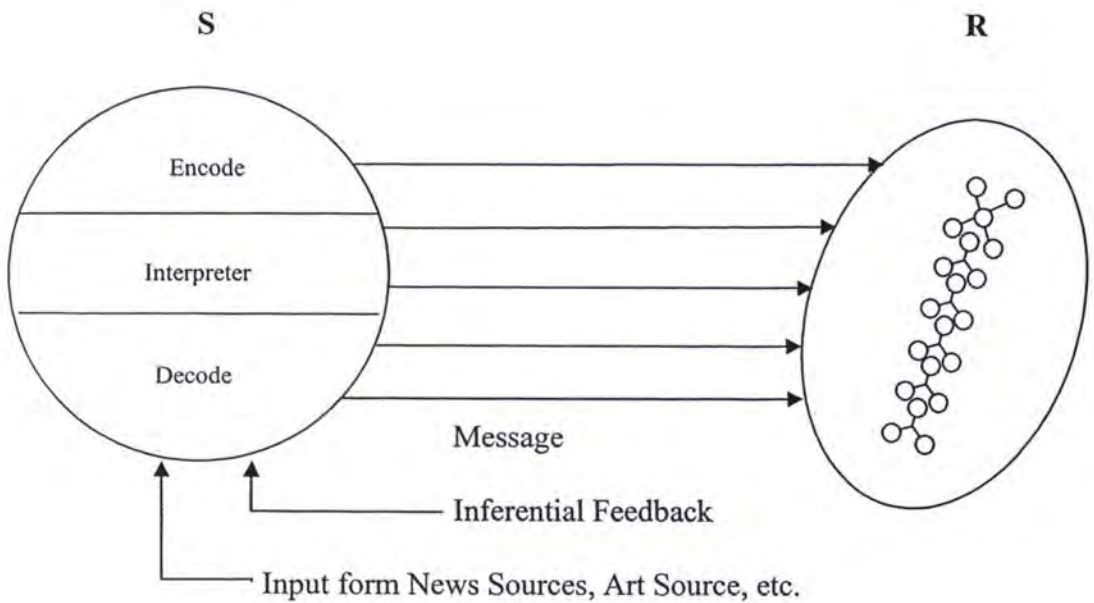 S
R
Encode
Interpreter
Decode
Message
Inferential Feedback
Input form News Sources, Art Source, etc.